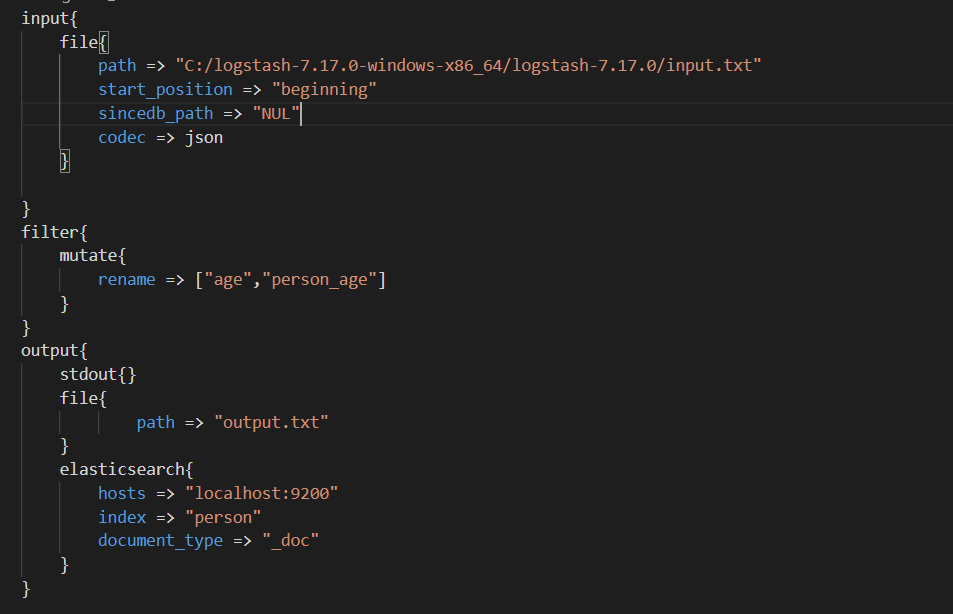 input{
file{
path => "C:/logstash-7.17.0-windows-x86_64/logstash-7.17.0/input.txt"
start_position => "beginning"
sincedb_path => "NUL"
codec => json
}
}
filter{
mutate{
rename => ["age","person_age"]
}
}
output{
stdout{}
file{
path => "output.txt"
}
elasticsearch{
hosts => "localhost:9200"
index => "person"
document_type => "_doc"
}
}